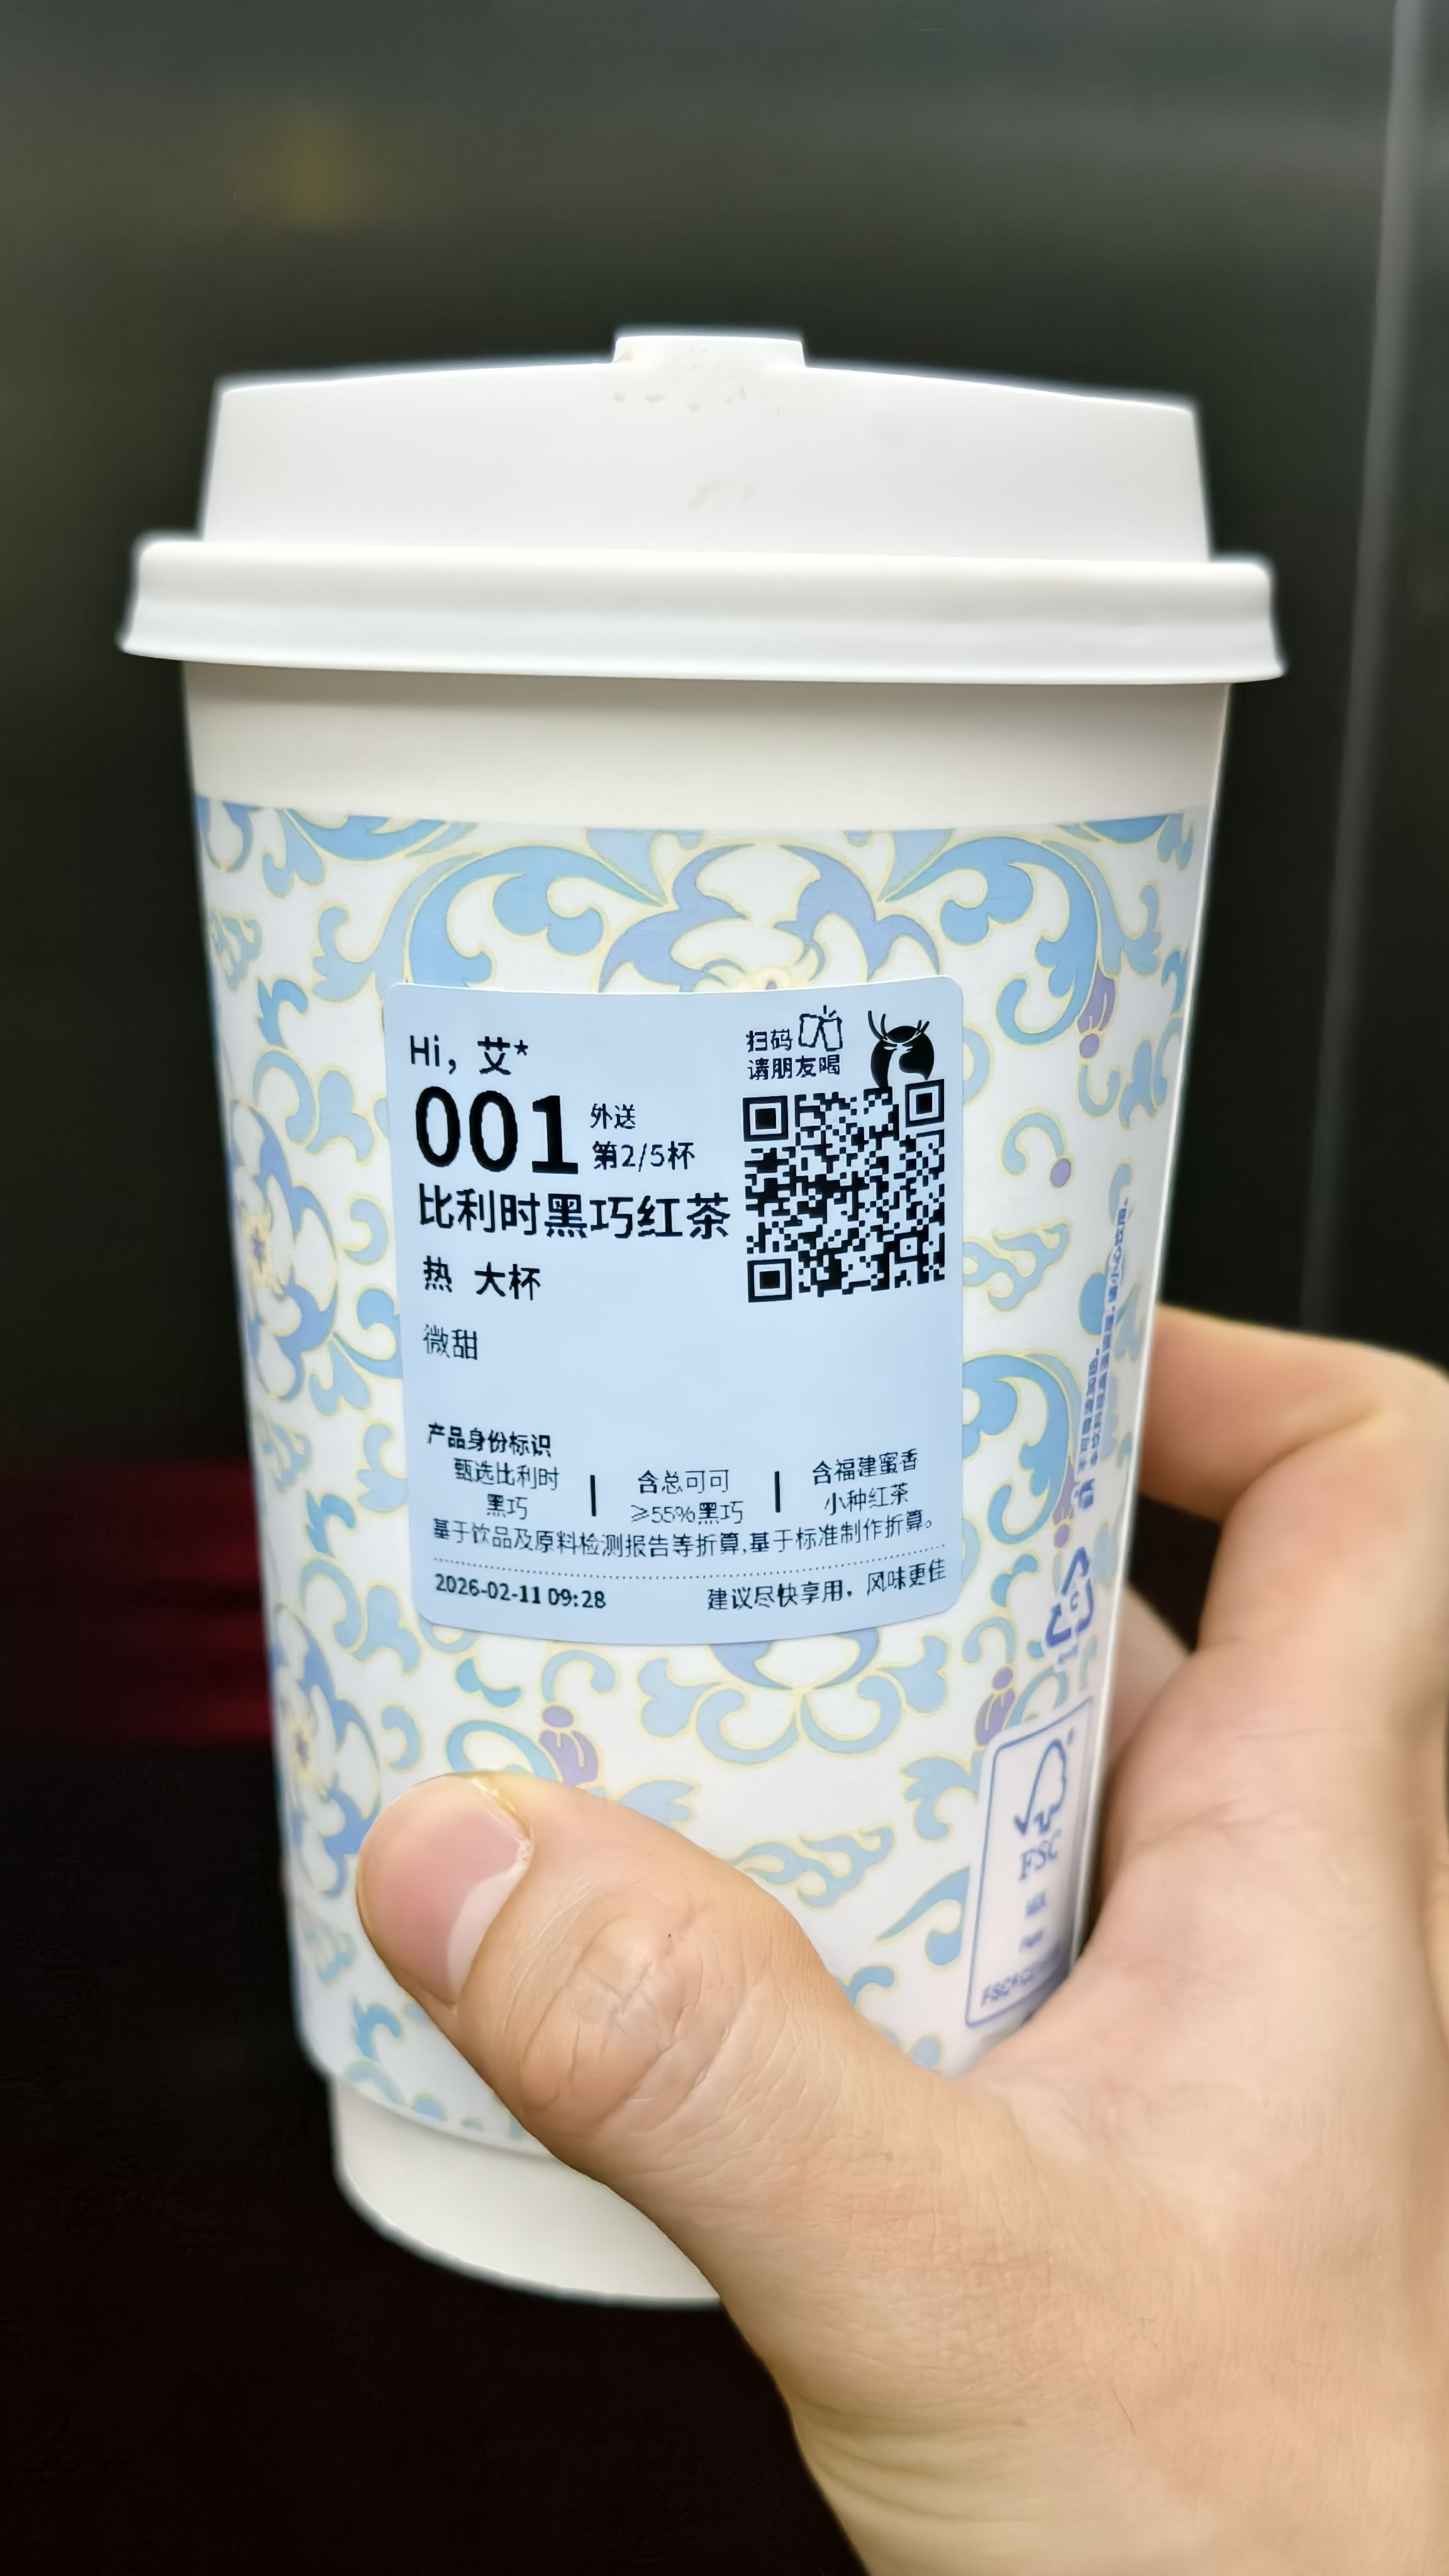 Hi，艾*
扫码
请朋友喝
001 外送
第2/5杯
比利时黑巧红茶
热 大杯
微甜
产品身份标识
甄选比利时
黑巧
含总可可
≥55%黑巧
含福建蜜香
小种红茶
基于饮品及原料检测报告等折算,基于标准制作折算。
2026-02-11 09:28
建议尽快享用，风味更佳
FSC